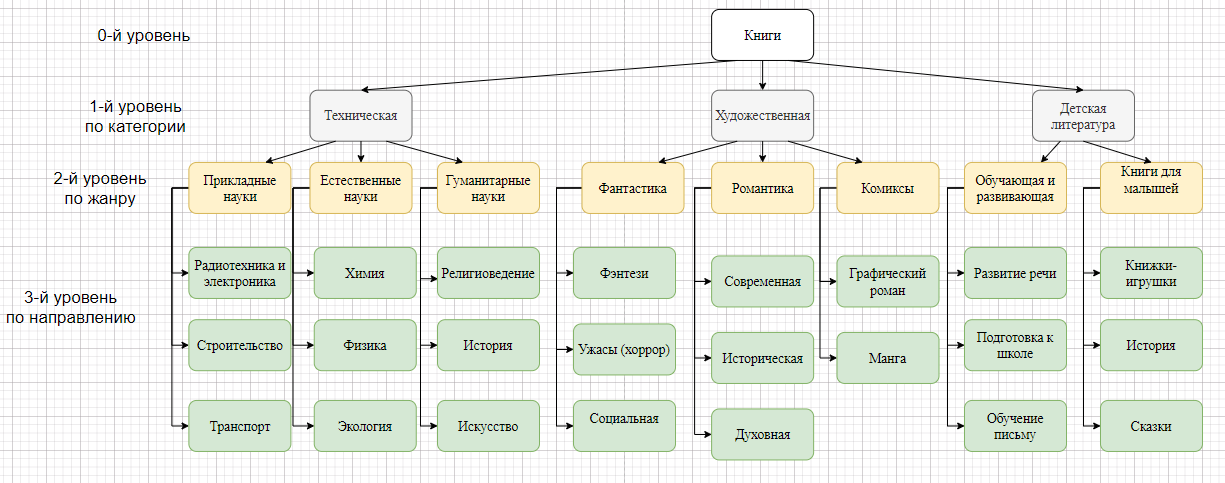 0-й уровень
Книги
1-й уровень
по категории
Техническая
Художественная
Детская
литература
2-й уровень
по жанру
Прикладные
науки
Естественные
науки
Гуманитарные
науки
Фантастика
Романтика
Комиксы
Обучающая и
развивающая
Книги для
малышей
3-й уровень
по направлению
Радиотехника и
электроника
Химия
Религиоведение
Фэнтези
Современная
Графический
роман
Развитие речи
Книжки-
игрушки
Строительство
Физика
История
Ужасы (хоррор)
Историческая
Манга
Подготовка к
школе
История
Транспорт
Экология
Искусство
Социальная
Духовная
Обучение
письму
Сказки